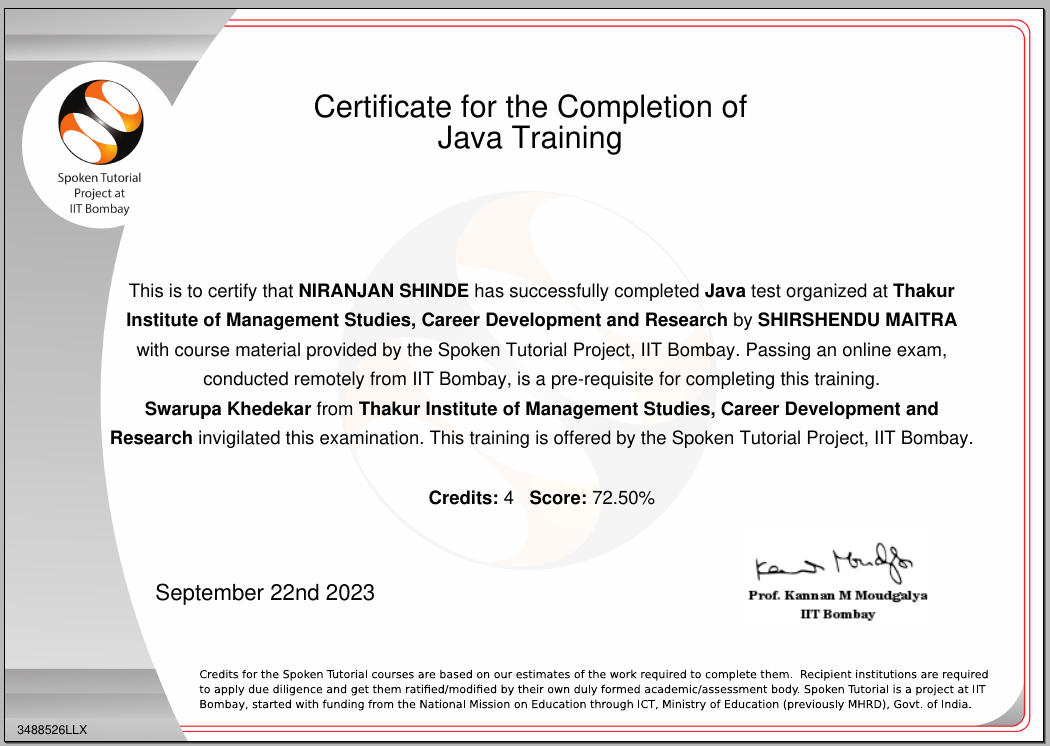 Spoken Tutorial
Project at
IIT Bombay
Certificate for the Completion of
Java Training
This is to certify that NIRANJAN SHINDE has successfully completed Java test organized at Thakur
Institute of Management Studies, Career Development and Research by SHIRSHENDU MAITRA
with course material provided by the Spoken Tutorial Project, IIT Bombay. Passing an online exam,
conducted remotely from IIT Bombay, is a pre-requisite for completing this training.
Swarupa Khedekar from Thakur Institute of Management Studies, Career Development and
Research invigilated this examination. This training is offered by the Spoken Tutorial Project, IIT Bombay.
Credits: 4 Score: 72.50%
September 22nd 2023
Prof. Kannan M Moudgalya
IIT Bombay
Credits for the Spoken Tutorial courses are based on our estimates of the work required to complete them. Recipient institutions are required
to apply due diligence and get them ratified/modified by their own duly formed academic/assessment body. Spoken Tutorial is a project at IIT
Bombay, started with funding from the National Mission on Education through ICT, Ministry of Education (previously MHRD), Govt. of India.
3488526LLX